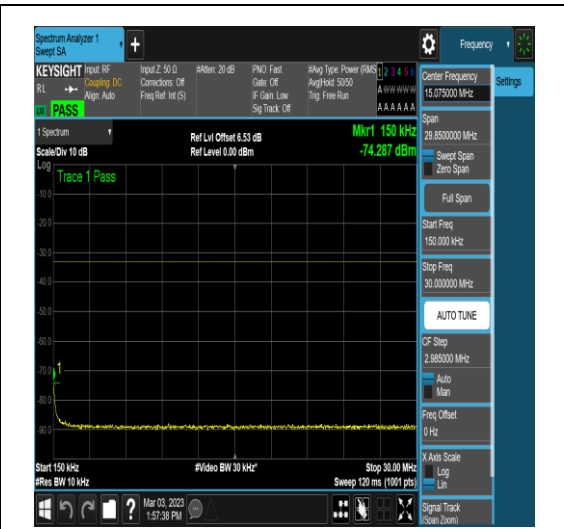 Spectrum Analyzer 1
Swept SA
+
Frequency
KEYSIGHT
RL
PASS
Input: RF
Coupling: DC
Align: Auto
Input Z: 50 Ω
Corrections: Off
Freq Ref: Int (S)
#Atten: 20 dB
PNO: Fast
Gate: Off
IF Gain: Low
Sig Track: Off
#Avg Type: Power (RMS
Avg|Hold: 50/50
Trig: Free Run
1 2 3 4 5 6
A W W W W W
A A A A A A
1 Spectrum
Scale/Div 10 dB
Ref Lvl Offset 6.53 dB
Ref Level 0.00 dBm
Mkr1 150 kHz
-74.287 dBm
Log
Trace 1 Pass
-10.0
-20.0
-30.0
-40.0
-50.0
-60.0
-70.0
-80.0
-90.0
1
Start 150 kHz
#Res BW 10 kHz
#Video BW 30 kHz*
Stop 30.00 MHz
Sweep 120 ms (1001 pts)
Mar 03, 2023
1:57:38 PM
?
Center Frequency
15.075000 MHz
Settings
Span
29.8500000 MHz
Swept Span
Zero Span
Full Span
Start Freq
150.000 kHz
Stop Freq
30.000000 MHz
AUTO TUNE
CF Step
2.985000 MHz
Auto
Man
Freq Offset
0 Hz
X Axis Scale
Log
Lin
Signal Track
(Span Zoom)